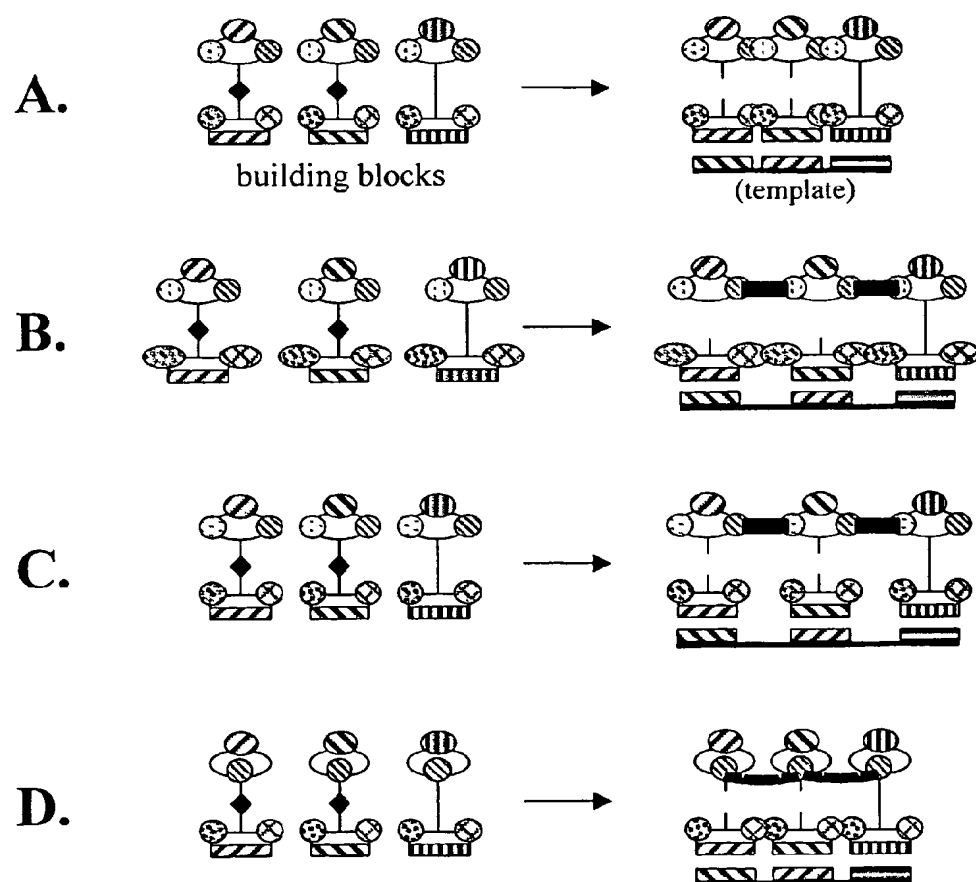 A.
building blocks
(template)
B.
C.
D.